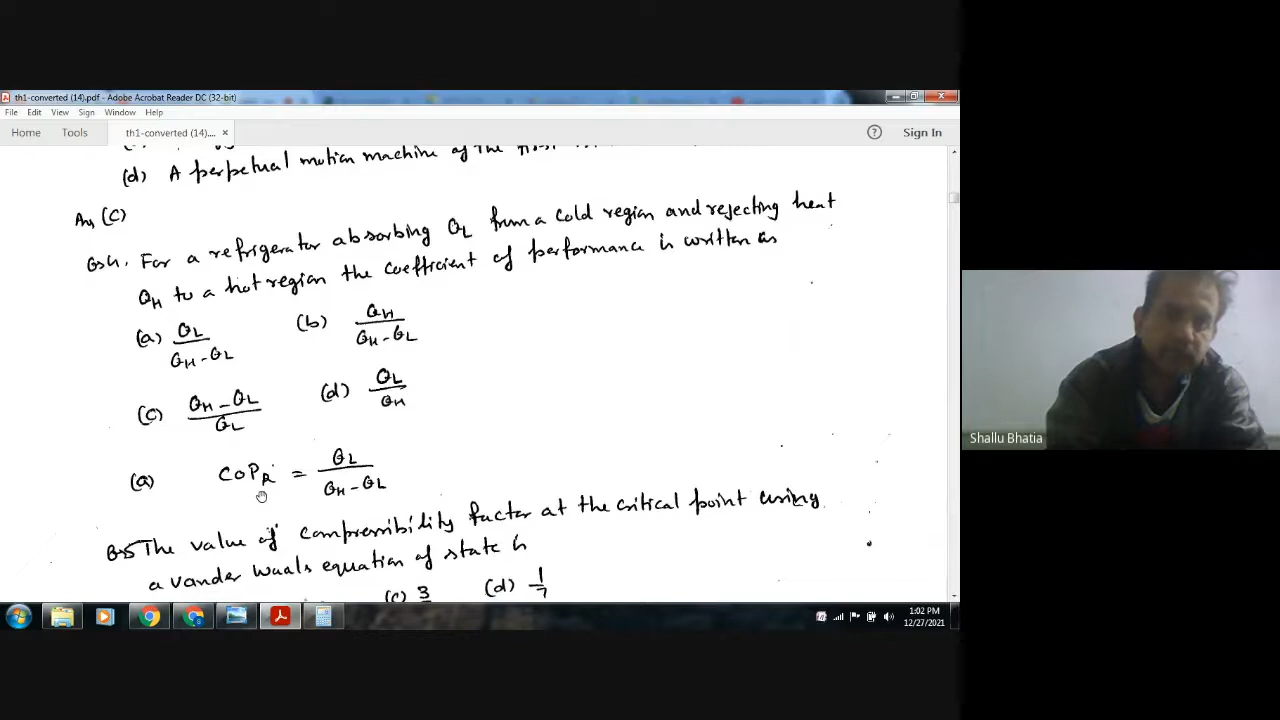 th1-converted (14).pdf - Adobe Acrobat Reader DC (32-bit)
File Edit View Sign Window Help
Home Tools th1-converted (14).... × ? Sign In
(d) A perpetual motion machine of the first
Ans (C)
Q.4. For a refrigerator absorbing QL from a cold region and rejecting heat
QH to a hot region the coefficient of performance is written as
(a) QL / QH - QL (b) QH / QH - QL
(c) QH - QL / QL (d) QL / QH
(a) COPR = QL / QH - QL
Q.5 The value of compressibility factor at the critical point using
a vander waals equation of state is
(c) 3 (d) 1/7
Shallu Bhatia
1:02 PM
12/27/2021